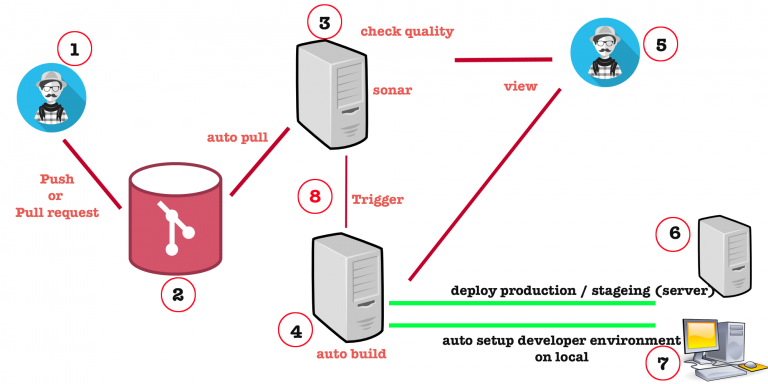 1
3
check quality
5
sonar
view
auto pull
Push
or
Pull request
8
Trigger
6
2
deploy production / stageing (server)
4
auto build
auto setup developer environment
on local
7